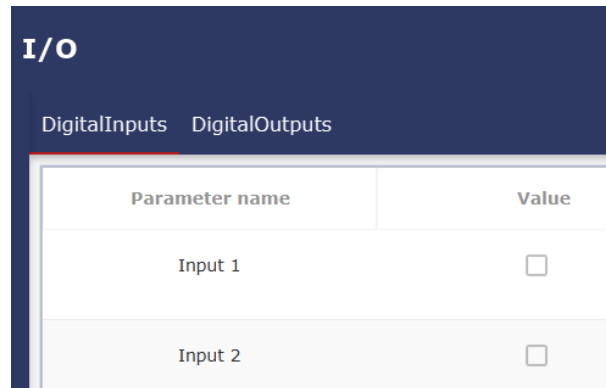 I/O
DigitalInputs DigitalOutputs
Parameter name Value
Input 1
Input 2